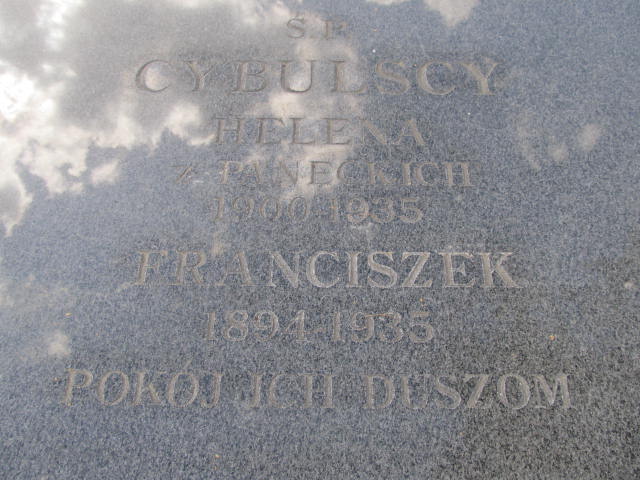 Ś.P.
CYBULSCY
HELENA
Z PANECKICH
1900-1935
FRANCISZEK
1894-1935
POKÓJ ICH DUSZOM